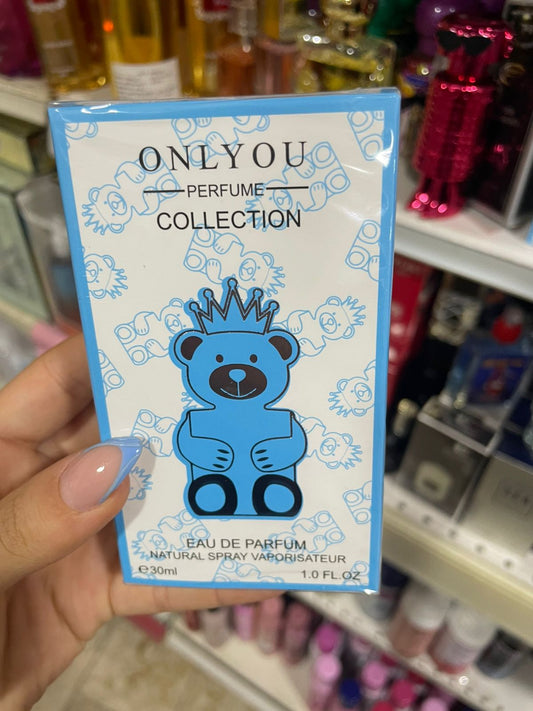 ONLYOU
PERFUME
COLLECTION
EAU DE PARFUM
NATURAL SPRAY VAPORISATEUR
℮30ml 1.0 FL.OZ